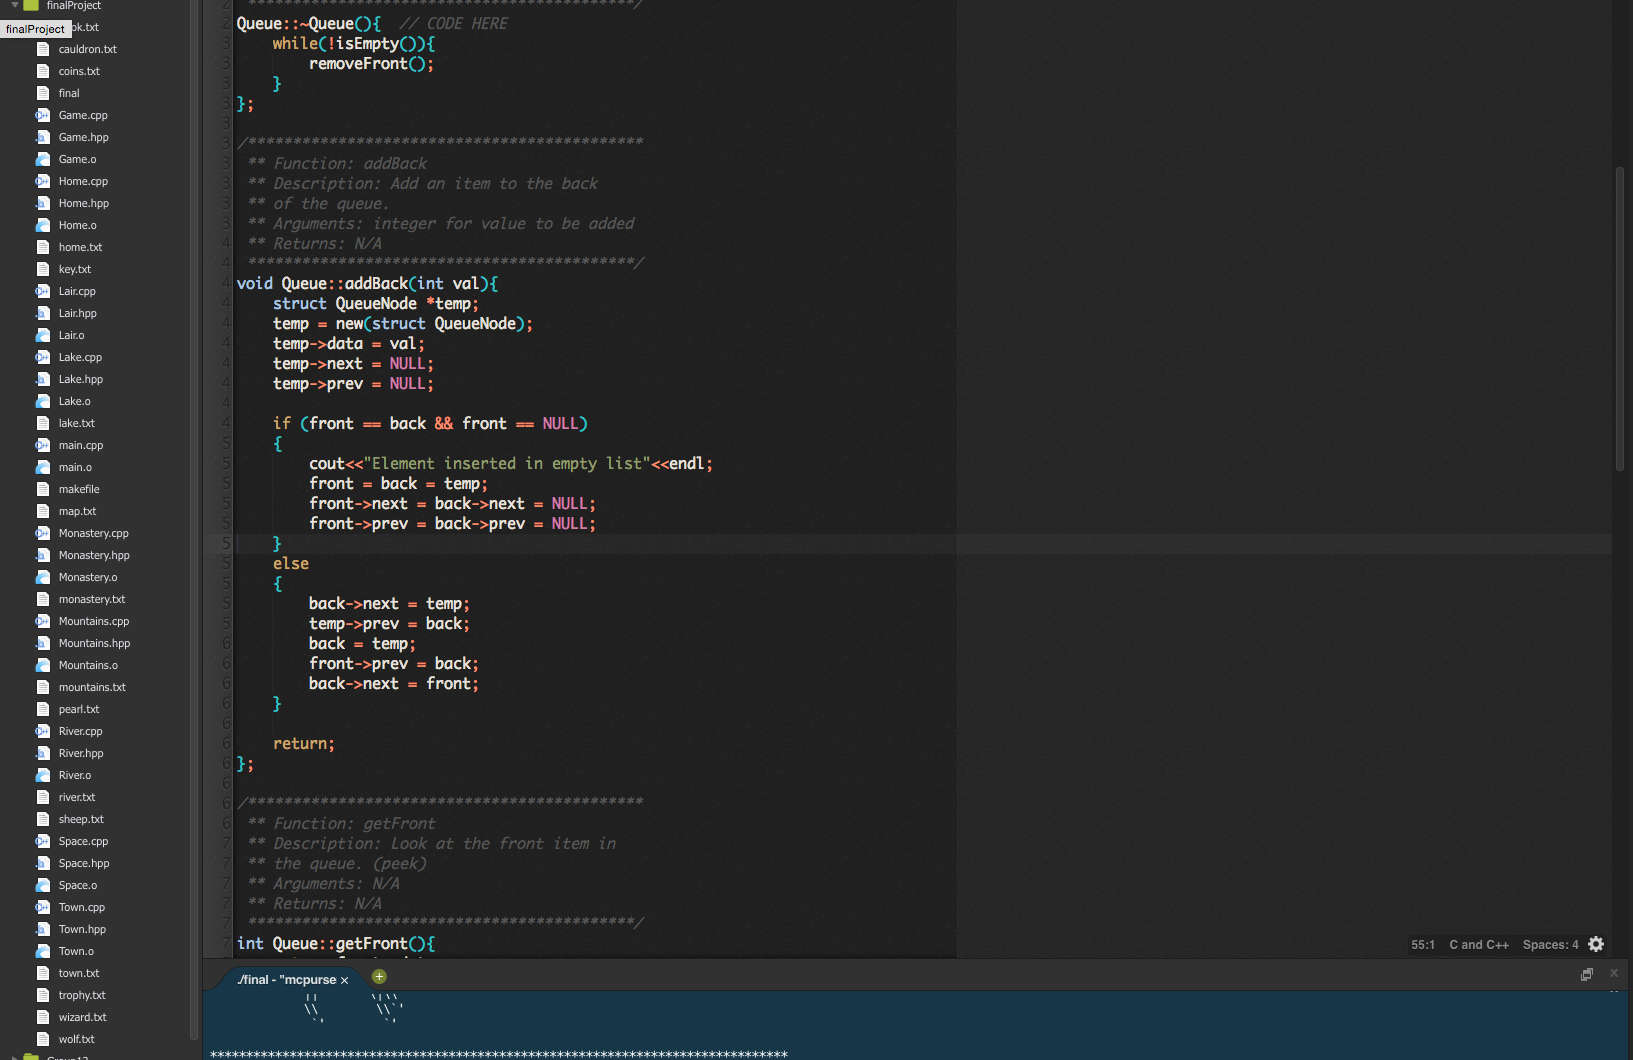 finalProject
finalProject
ok.txt
cauldron.txt
coins.txt
final
Game.cpp
Game.hpp
Game.o
Home.cpp
Home.hpp
Home.o
home.txt
key.txt
Lair.cpp
Lair.hpp
Lair.o
Lake.cpp
Lake.hpp
Lake.o
lake.txt
main.cpp
main.o
makefile
map.txt
Monastery.cpp
Monastery.hpp
Monastery.o
monastery.txt
Mountains.cpp
Mountains.hpp
Mountains.o
mountains.txt
pearl.txt
River.cpp
River.hpp
River.o
river.txt
sheep.txt
Space.cpp
Space.hpp
Space.o
Town.cpp
Town.hpp
Town.o
town.txt
trophy.txt
wizard.txt
wolf.txt
Queue::~Queue(){  // CODE HERE
    while(!isEmpty()){
        removeFront();
    }
};
/********************************************
 ** Function: addBack
 ** Description: Add an item to the back
 ** of the queue.
 ** Arguments: integer for value to be added
 ** Returns: N/A
 *******************************************/
void Queue::addBack(int val){
    struct QueueNode *temp;
    temp = new(struct QueueNode);
    temp->data = val;
    temp->next = NULL;
    temp->prev = NULL;
    if (front == back && front == NULL)
    {
        cout<<"Element inserted in empty list"<<endl;
        front = back = temp;
        front->next = back->next = NULL;
        front->prev = back->prev = NULL;
    }
    else
    {
        back->next = temp;
        temp->prev = back;
        back = temp;
        front->prev = back;
        back->next = front;
    }
    return;
};
/********************************************
 ** Function: getFront
 ** Description: Look at the front item in
 ** the queue. (peek)
 ** Arguments: N/A
 ** Returns: N/A
 *******************************************/
int Queue::getFront(){
55:1 C and C++ Spaces: 4
./final - "mcpurse ×